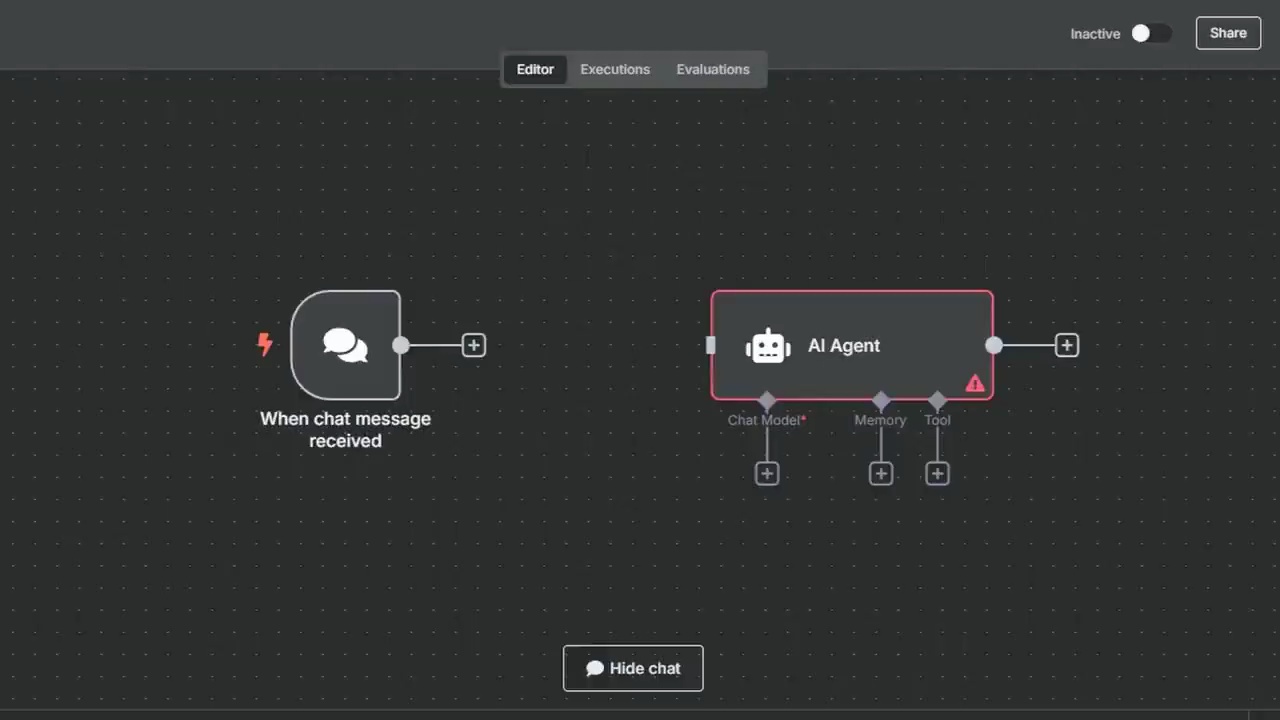 Inactive
Share
Editor
Executions
Evaluations
AI Agent
When chat message
received
Chat Model*
Memory
Tool
Hide chat